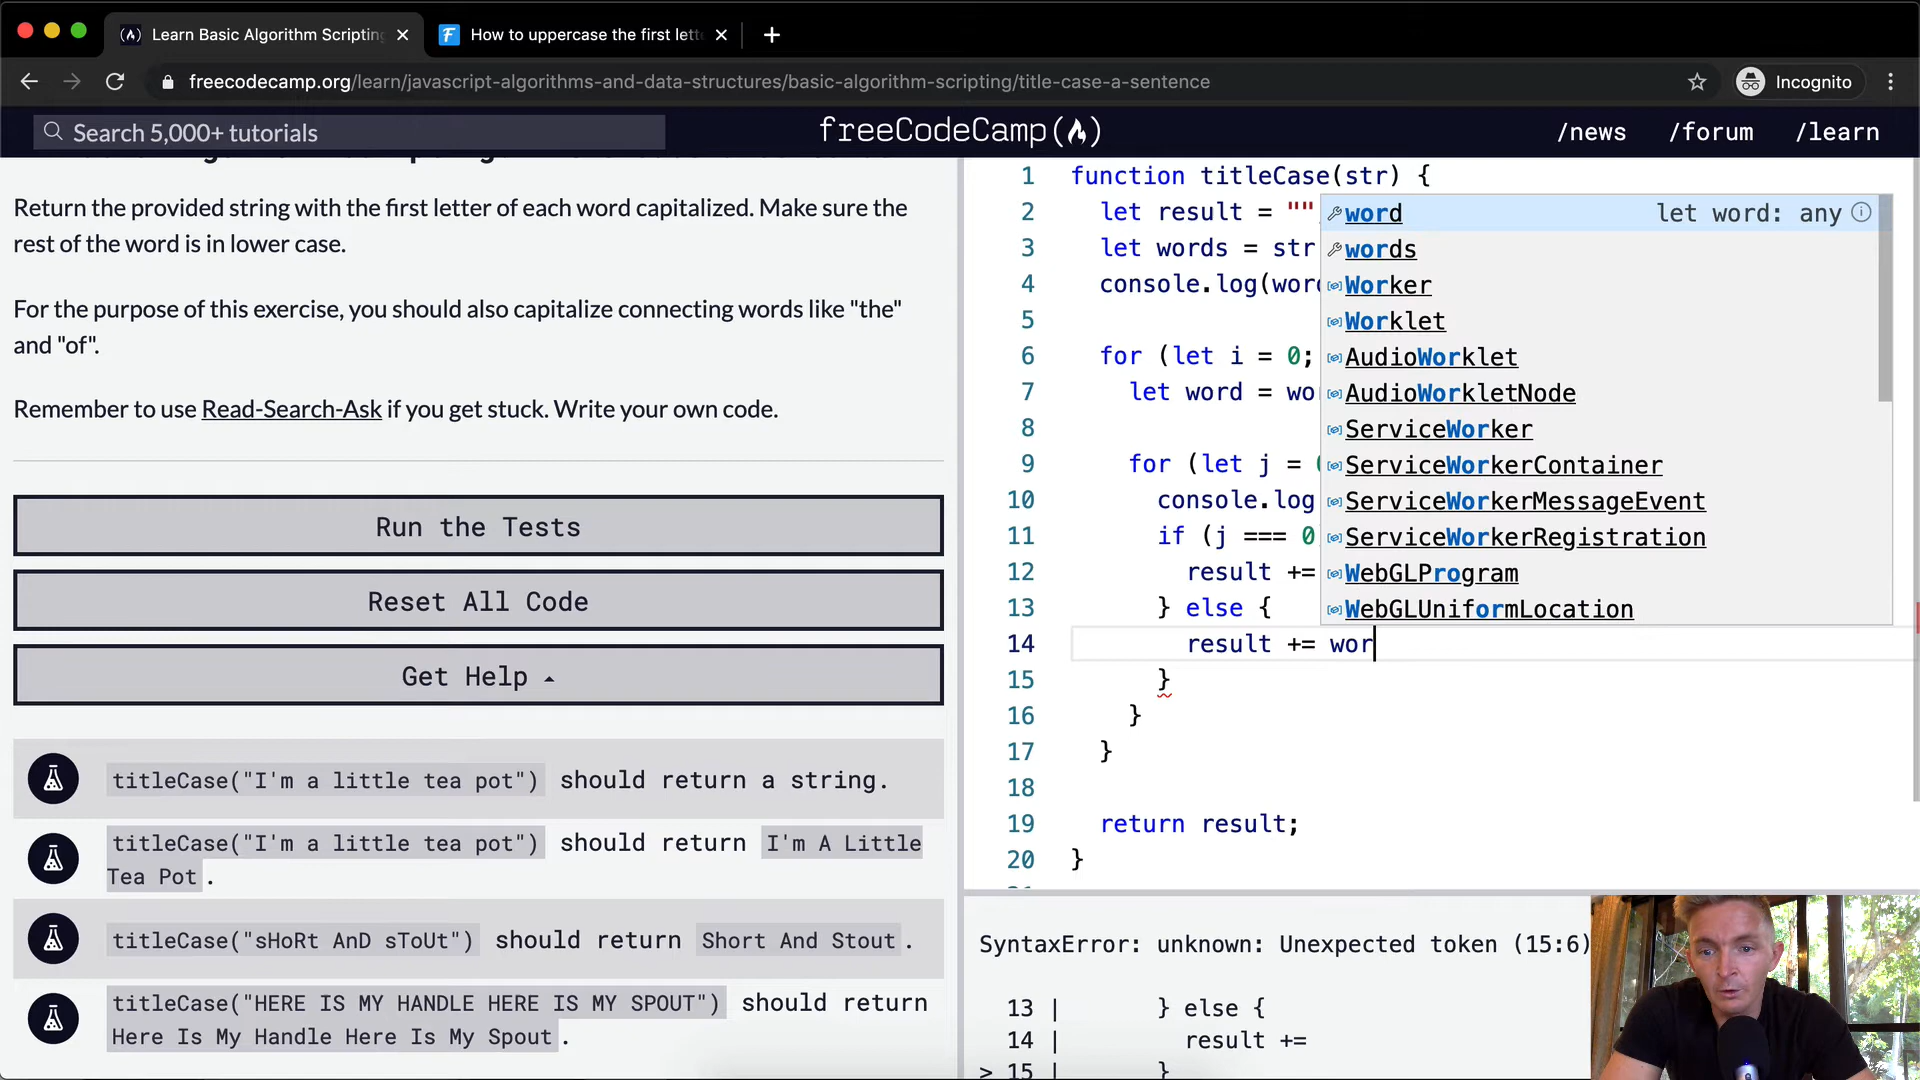 Learn Basic Algorithm Scripting
How to uppercase the first lett
freecodecamp.org/learn/javascript-algorithms-and-data-structures/basic-algorithm-scripting/title-case-a-sentence
Incognito
Search 5,000+ tutorials
freeCodeCamp(🔥)
/news
/forum
/learn
Return the provided string with the first letter of each word capitalized. Make sure the
rest of the word is in lower case.
For the purpose of this exercise, you should also capitalize connecting words like "the"
and "of".
Remember to use Read-Search-Ask if you get stuck. Write your own code.
Run the Tests
Reset All Code
Get Help
titleCase("I'm a little tea pot") should return a string.
titleCase("I'm a little tea pot") should return I'm A Little
Tea Pot .
titleCase("sHoRt AnD sToUt") should return Short And Stout .
titleCase("HERE IS MY HANDLE HERE IS MY SPOUT") should return
Here Is My Handle Here Is My Spout .
1 function titleCase(str) {
2 let result = ""
3 let words = str
4 console.log(word
5
6 for (let i = 0;
7 let word = wo
8
9 for (let j = 0
10 console.log
11 if (j === 0
12 result +=
13 } else {
14 result += wor
15 }
16 }
17 }
18
19 return result;
20 }
word let word: any
words
Worker
Worklet
AudioWorklet
AudioWorkletNode
ServiceWorker
ServiceWorkerContainer
ServiceWorkerMessageEvent
ServiceWorkerRegistration
WebGLProgram
WebGLUniformLocation
SyntaxError: unknown: Unexpected token (15:6)
13 | } else {
14 | result +=
> 15 | }